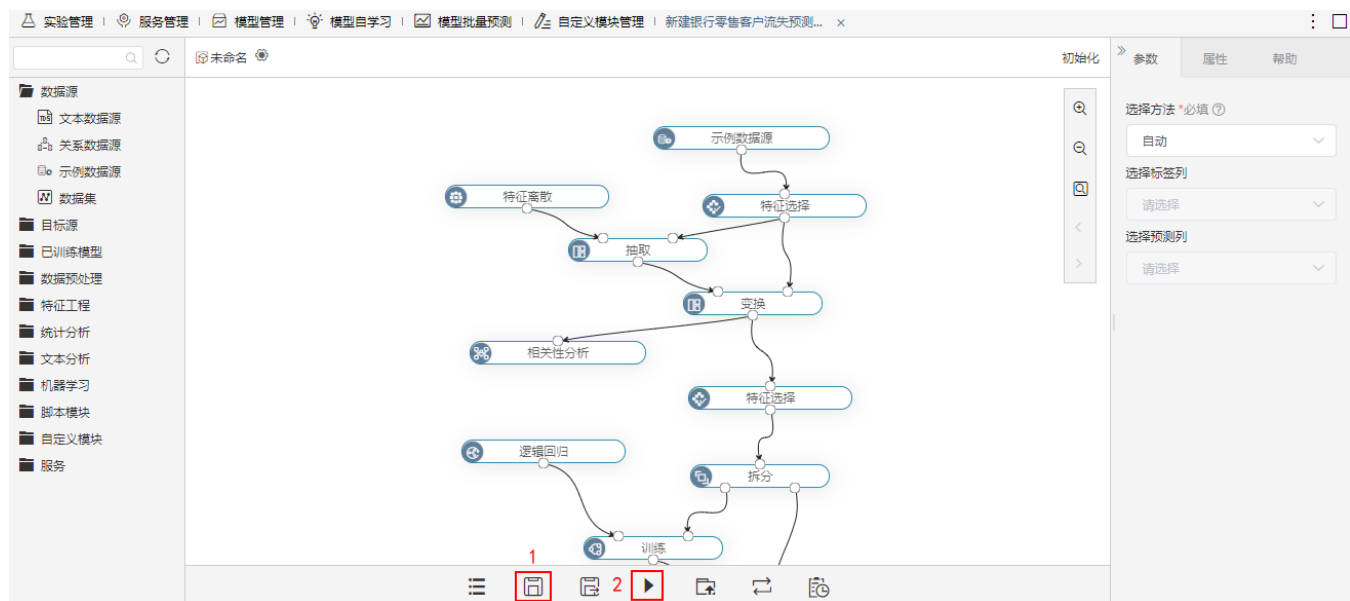 实验管理 服务管理 模型管理 模型自学习 模型批量预测 自定义模块管理 新建银行零售客户流失预测... ×
未命名
初始化
数据源
文本数据源
关系数据源
示例数据源
数据集
目标源
已训练模型
数据预处理
特征工程
统计分析
文本分析
机器学习
脚本模块
自定义模块
服务
示例数据源
特征离散
特征选择
抽取
变换
相关性分析
特征选择
逻辑回归
拆分
训练
1
2
参数 属性 帮助
选择方法 *必填
自动
选择标签列
请选择
选择预测列
请选择